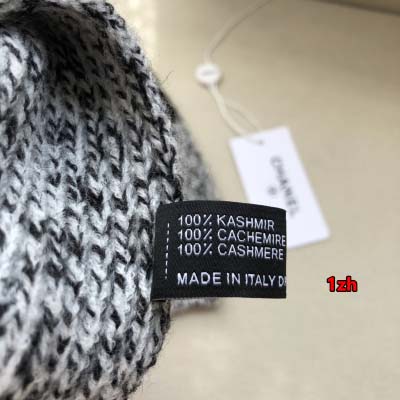 CHANEL
100% KASHMIR
100% CACHEMIRE
100% CASHMERE
MADE IN ITALY
1zh